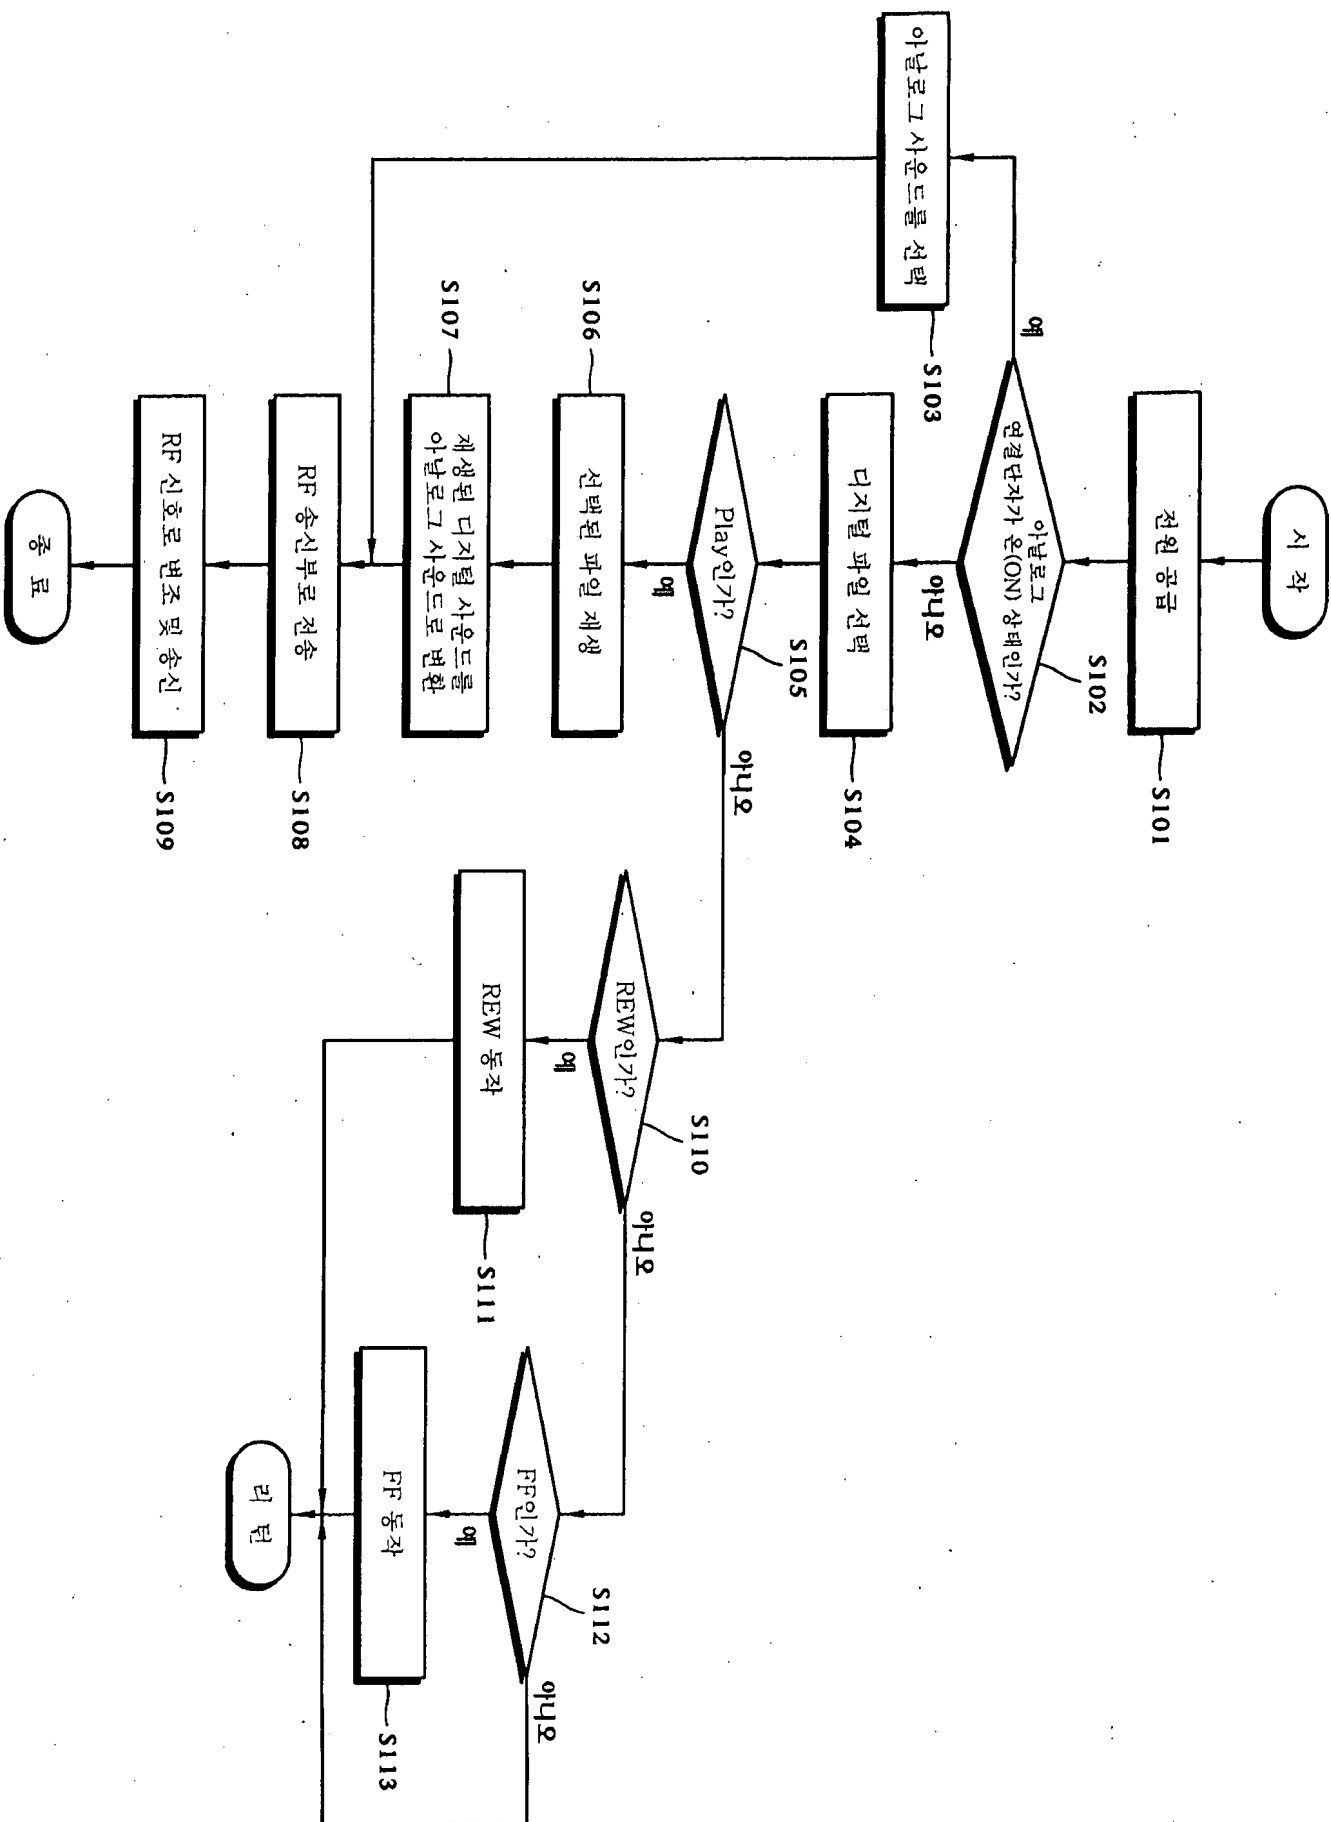 시 작
전원 공급
S101
아날로그
연결단자가 온(ON) 상태인가?
S102
예
아니오
아날로그 사운드를 선택
S103
디지털 파일 선택
S104
Play인가?
S105
예
아니오
선택된 파일 재생
S106
재생된 디지털 사운드를
아날로그 사운드로 변환
S107
RF 송신부로 전송
S108
RF 신호로 변조 및 송신
S109
종 료
REW인가?
S110
예
아니오
REW 동작
S111
FF인가?
S112
예
아니오
FF 동작
S113
리 턴